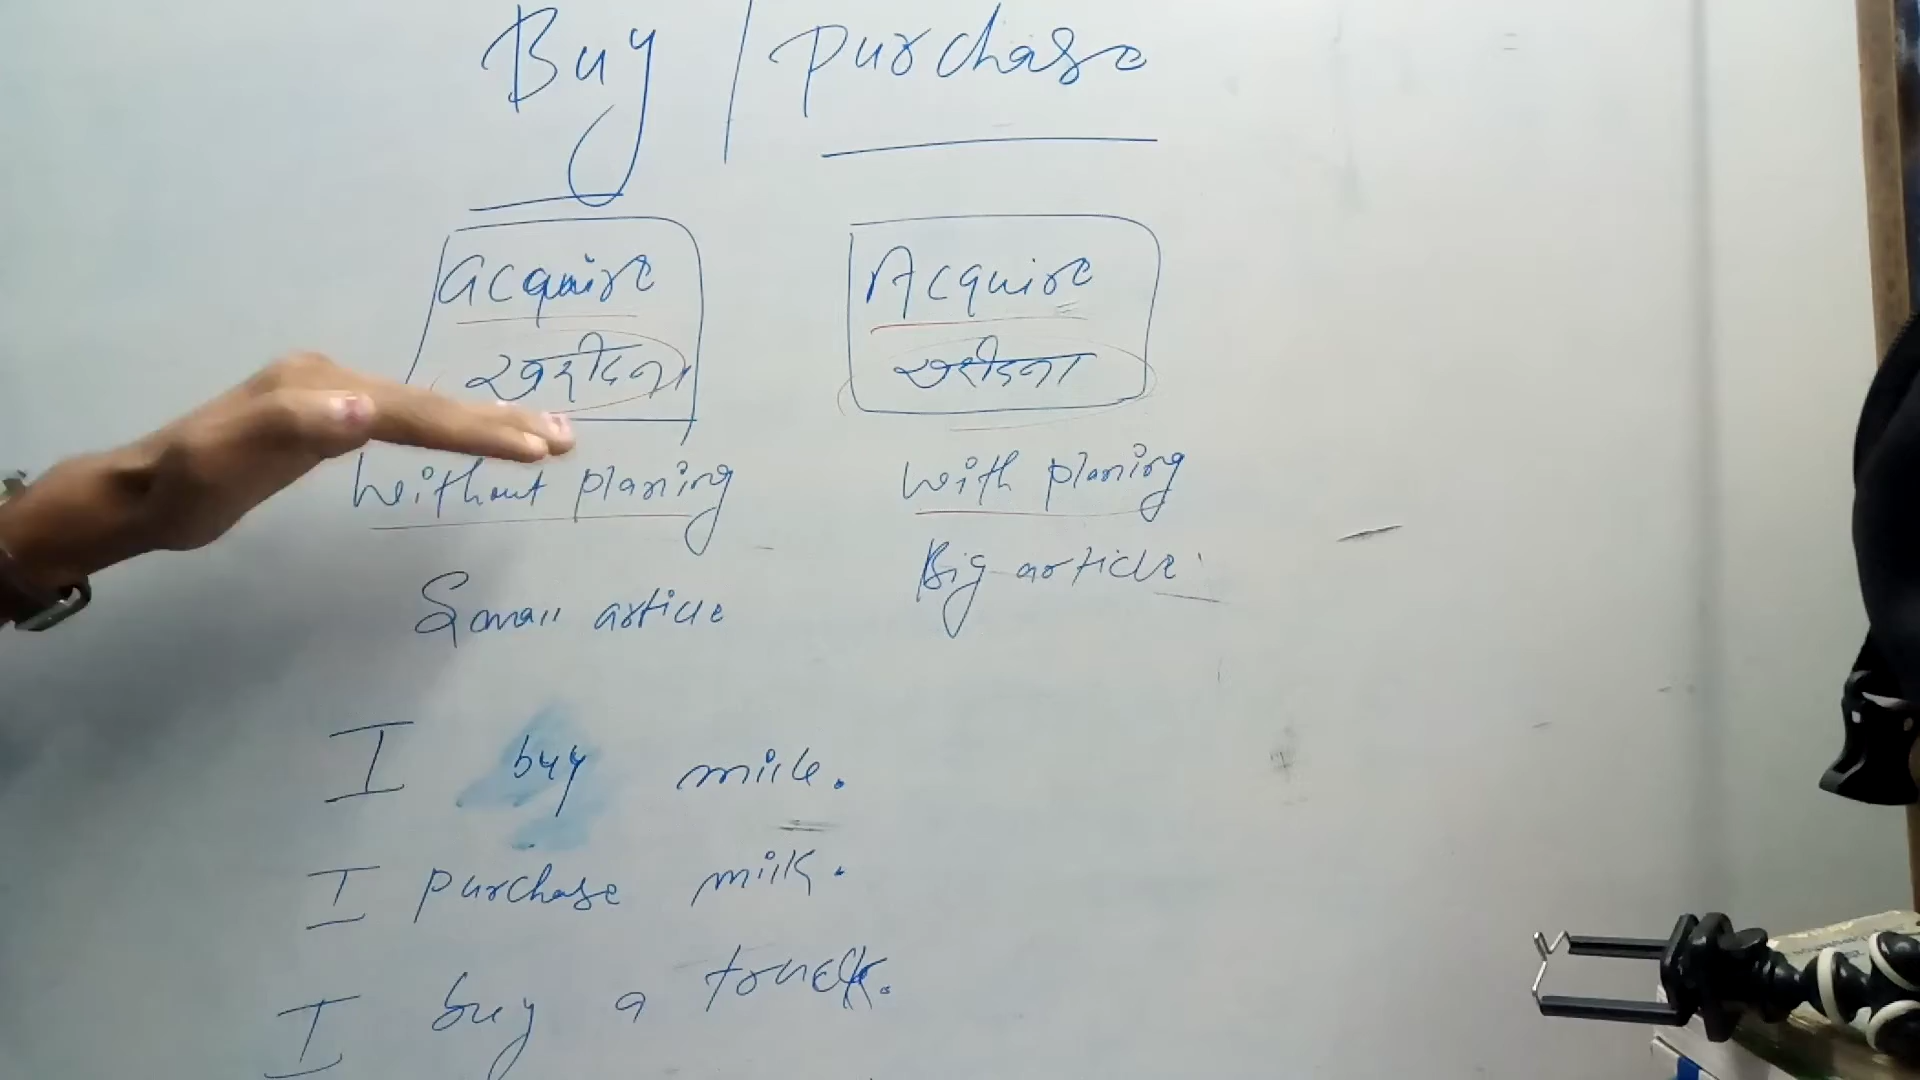 Buy / purchase
acquire Acquire
खरीदना खरीदना
Without planing With planing
Small article Big article
I buy milk.
I purchase milk.
I buy a truck.